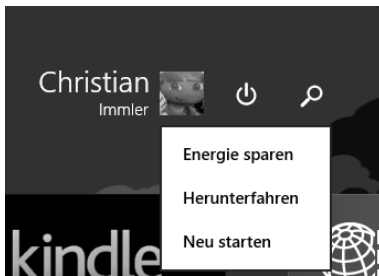 Christian
Immler
Energie sparen
Herunterfahren
Neu starten
kindle